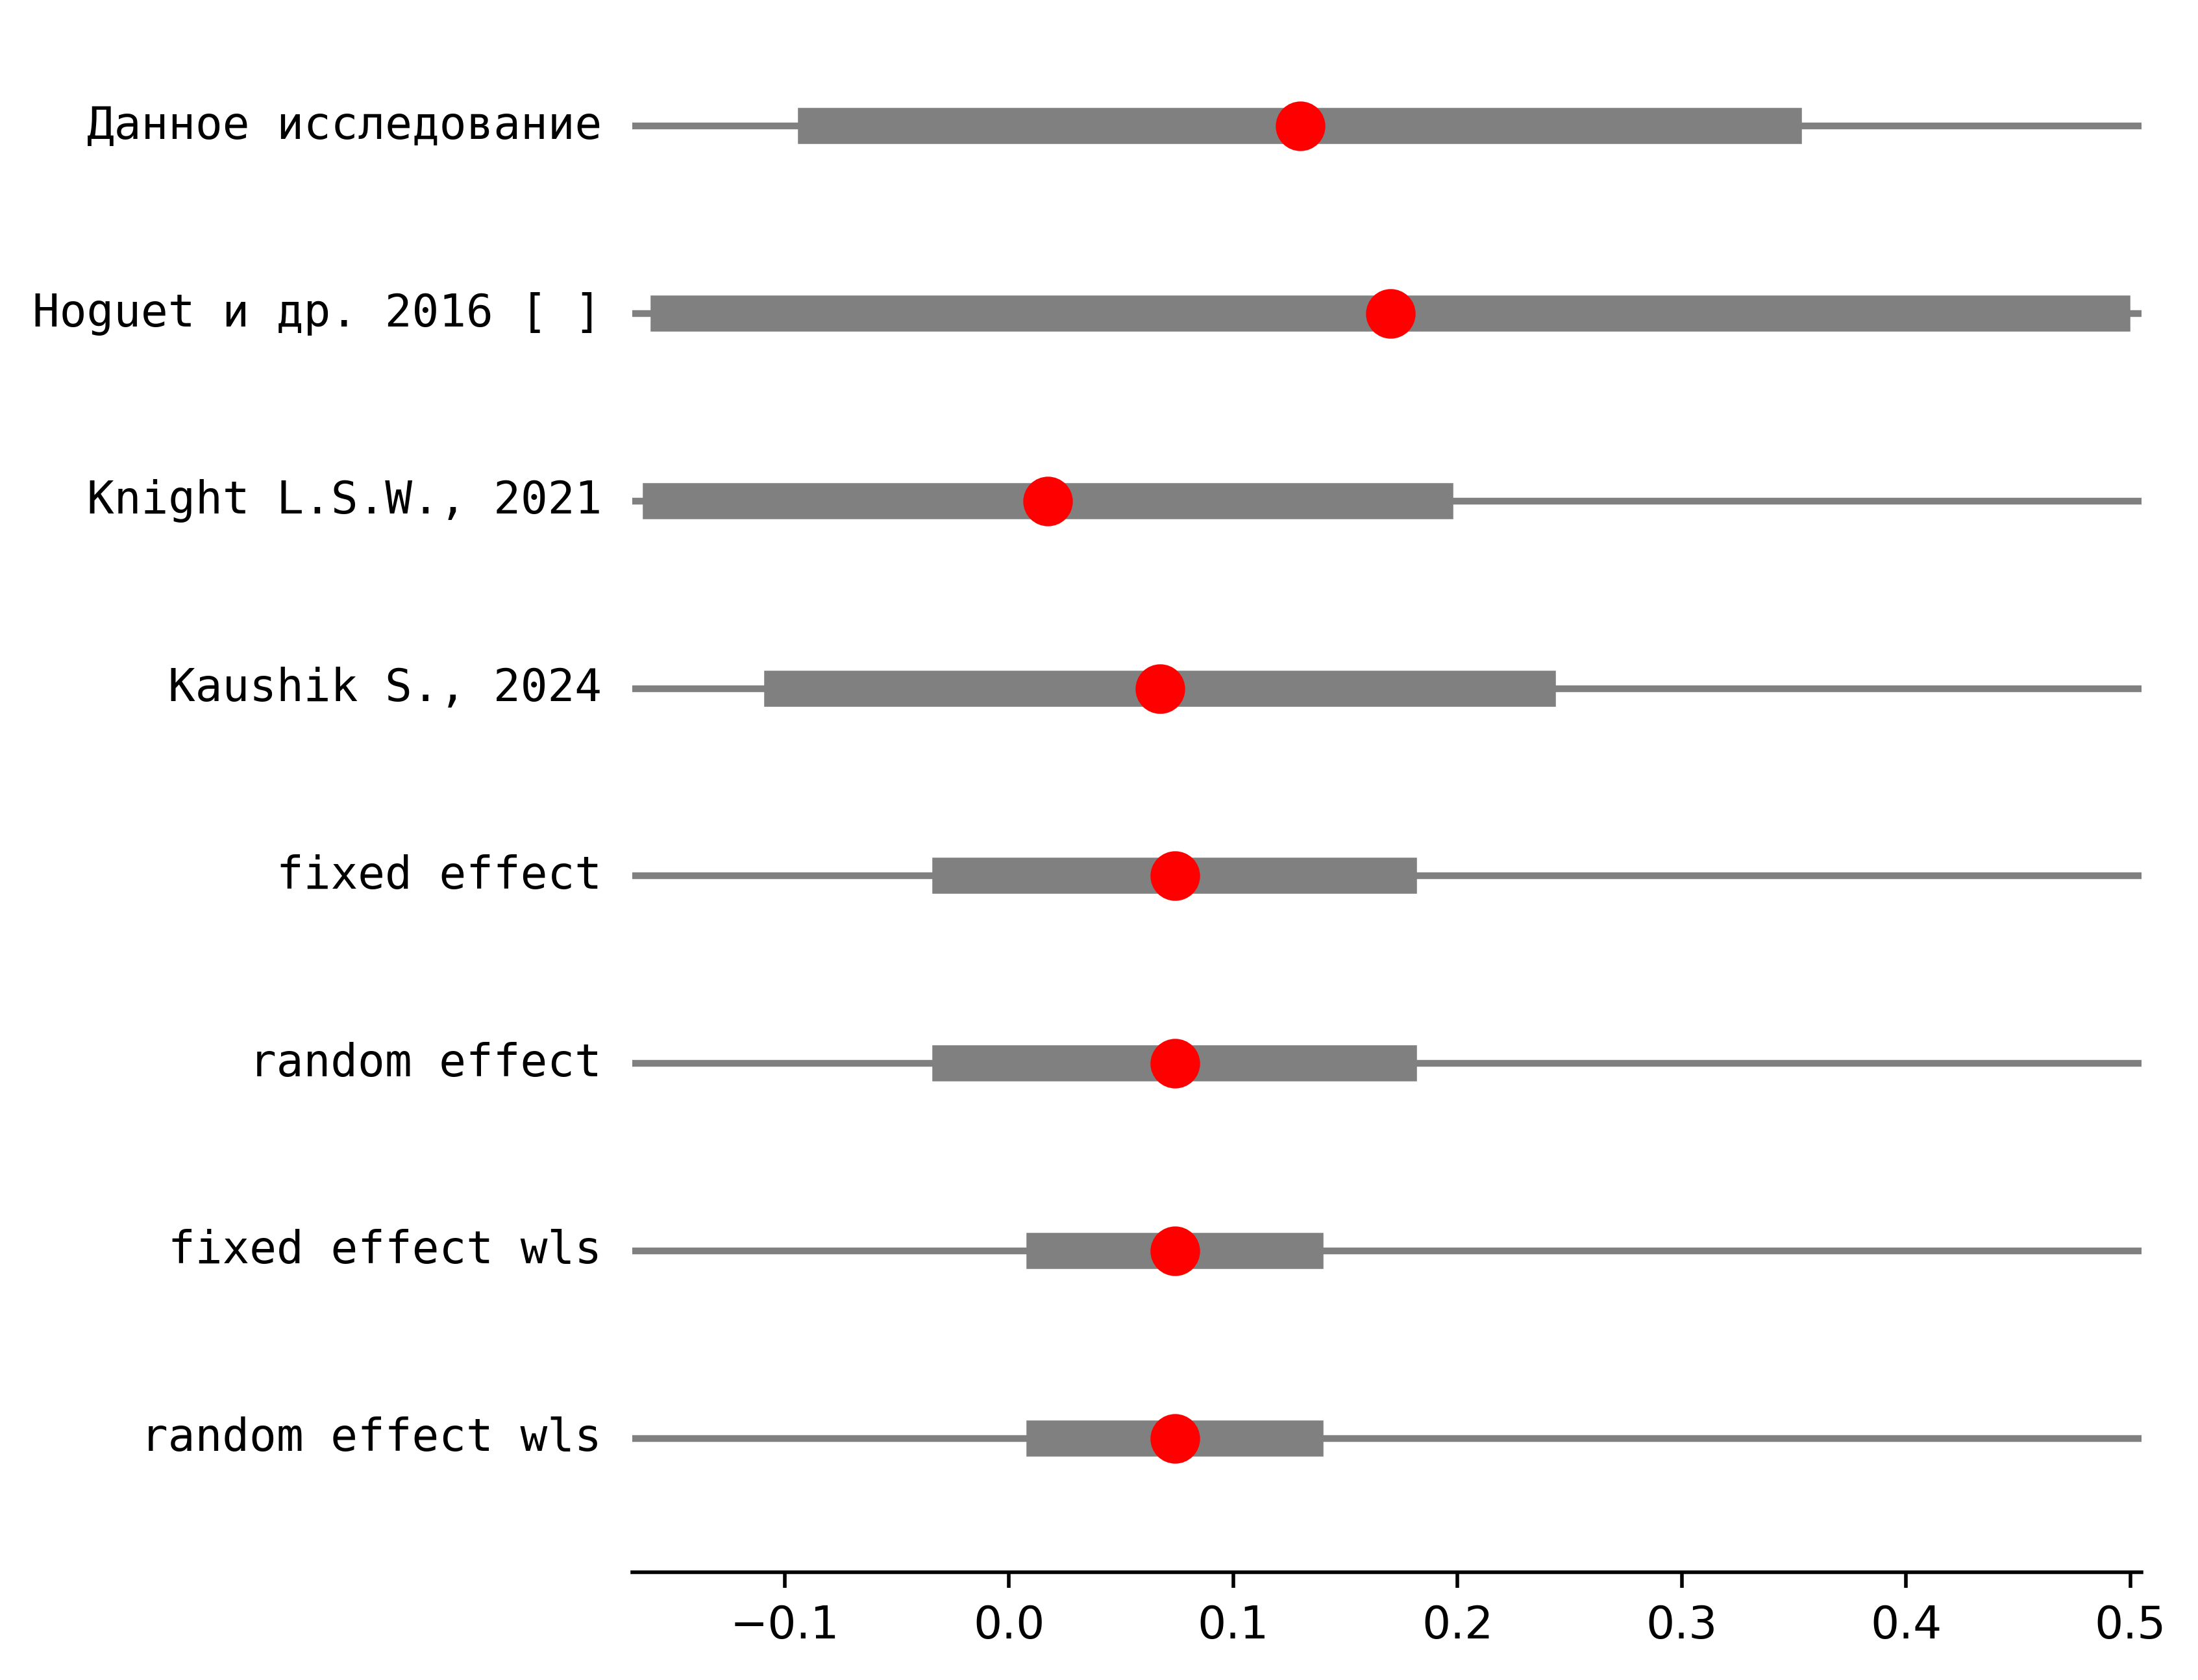 Данное исследование
Hoguet и др. 2016 [ ]
Knight L.S.W., 2021
Kaushik S., 2024
fixed effect
random effect
fixed effect wls
random effect wls
−0.1 0.0 0.1 0.2 0.3 0.4 0.5